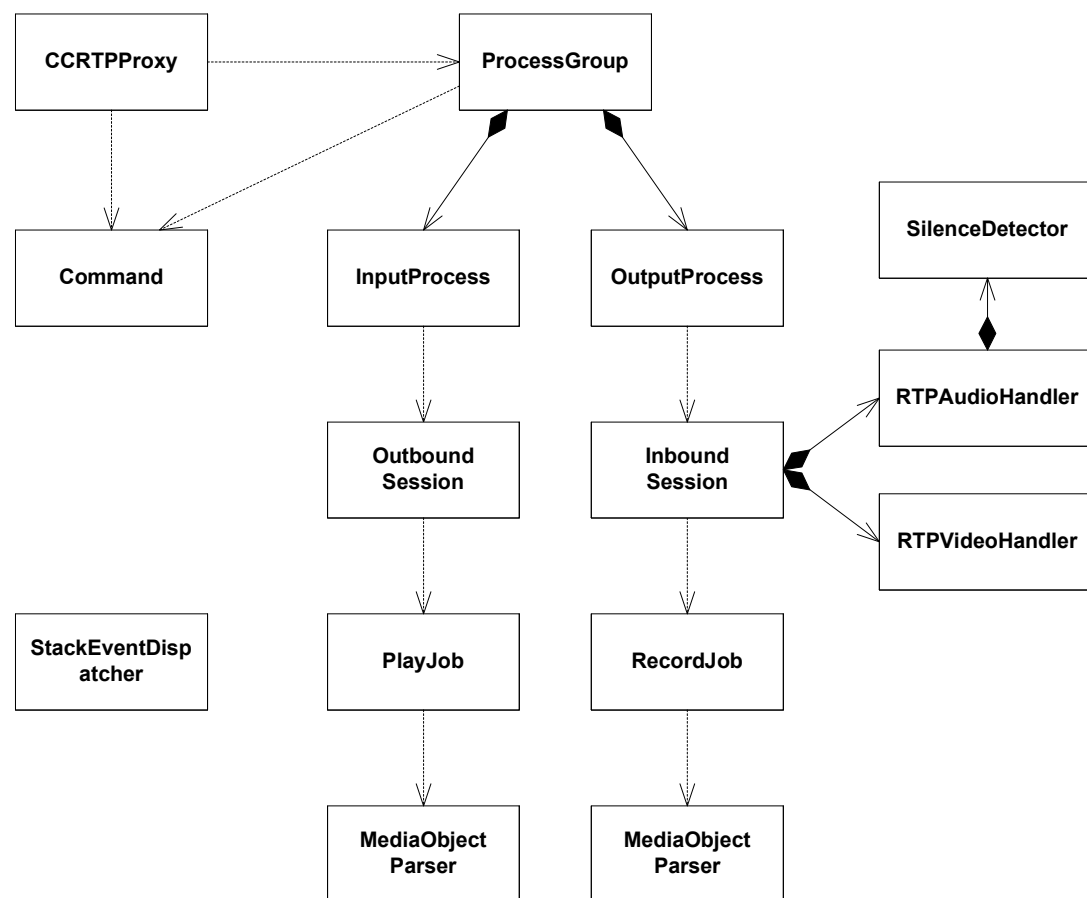 CCRTPProxy
ProcessGroup
SilenceDetector
Command
InputProcess
OutputProcess
RTPAudioHandler
Outbound
Session
Inbound
Session
RTPVideoHandler
StackEventDisp
atcher
PlayJob
RecordJob
MediaObject
Parser
MediaObject
Parser